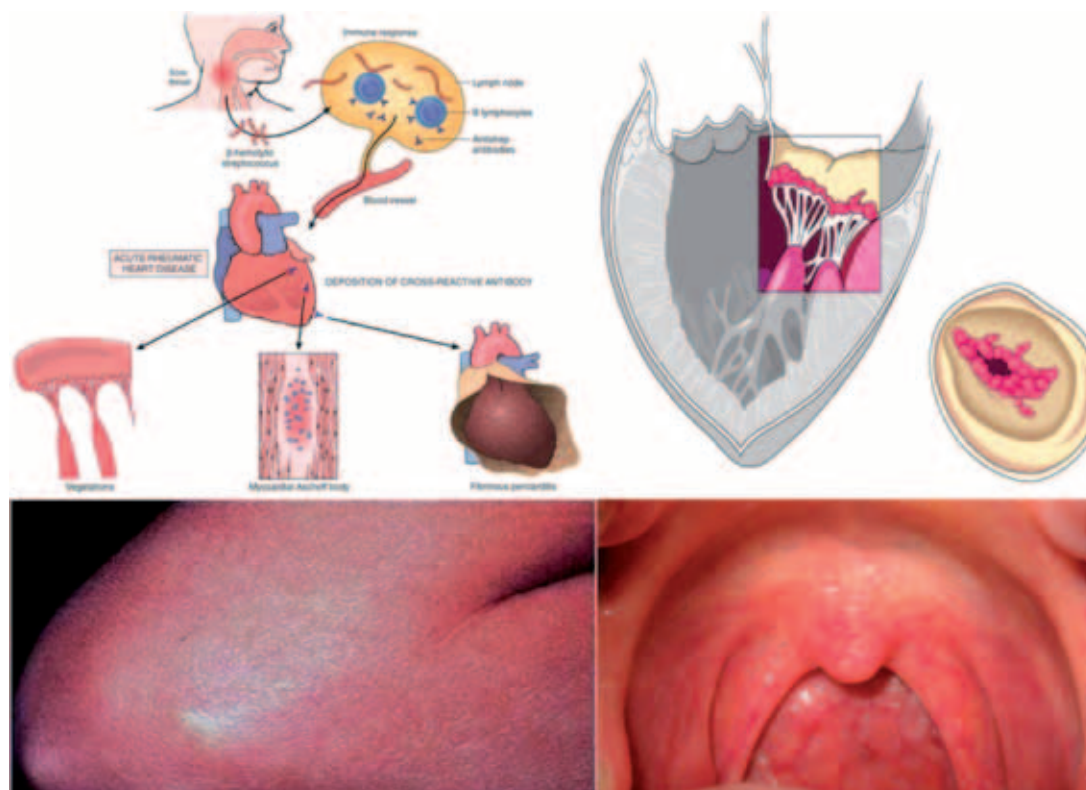 Immune response
Sore
throat
Lymph node
B lymphocytes
Antistrep
antibodies
β-hemolytic
streptococcus
Blood vessel
ACUTE RHEUMATIC
HEART DISEASE
DEPOSITION OF CROSS-REACTIVE ANTIBODY
Vegetations
Myocardial Aschoff body
Fibrinous pericarditis